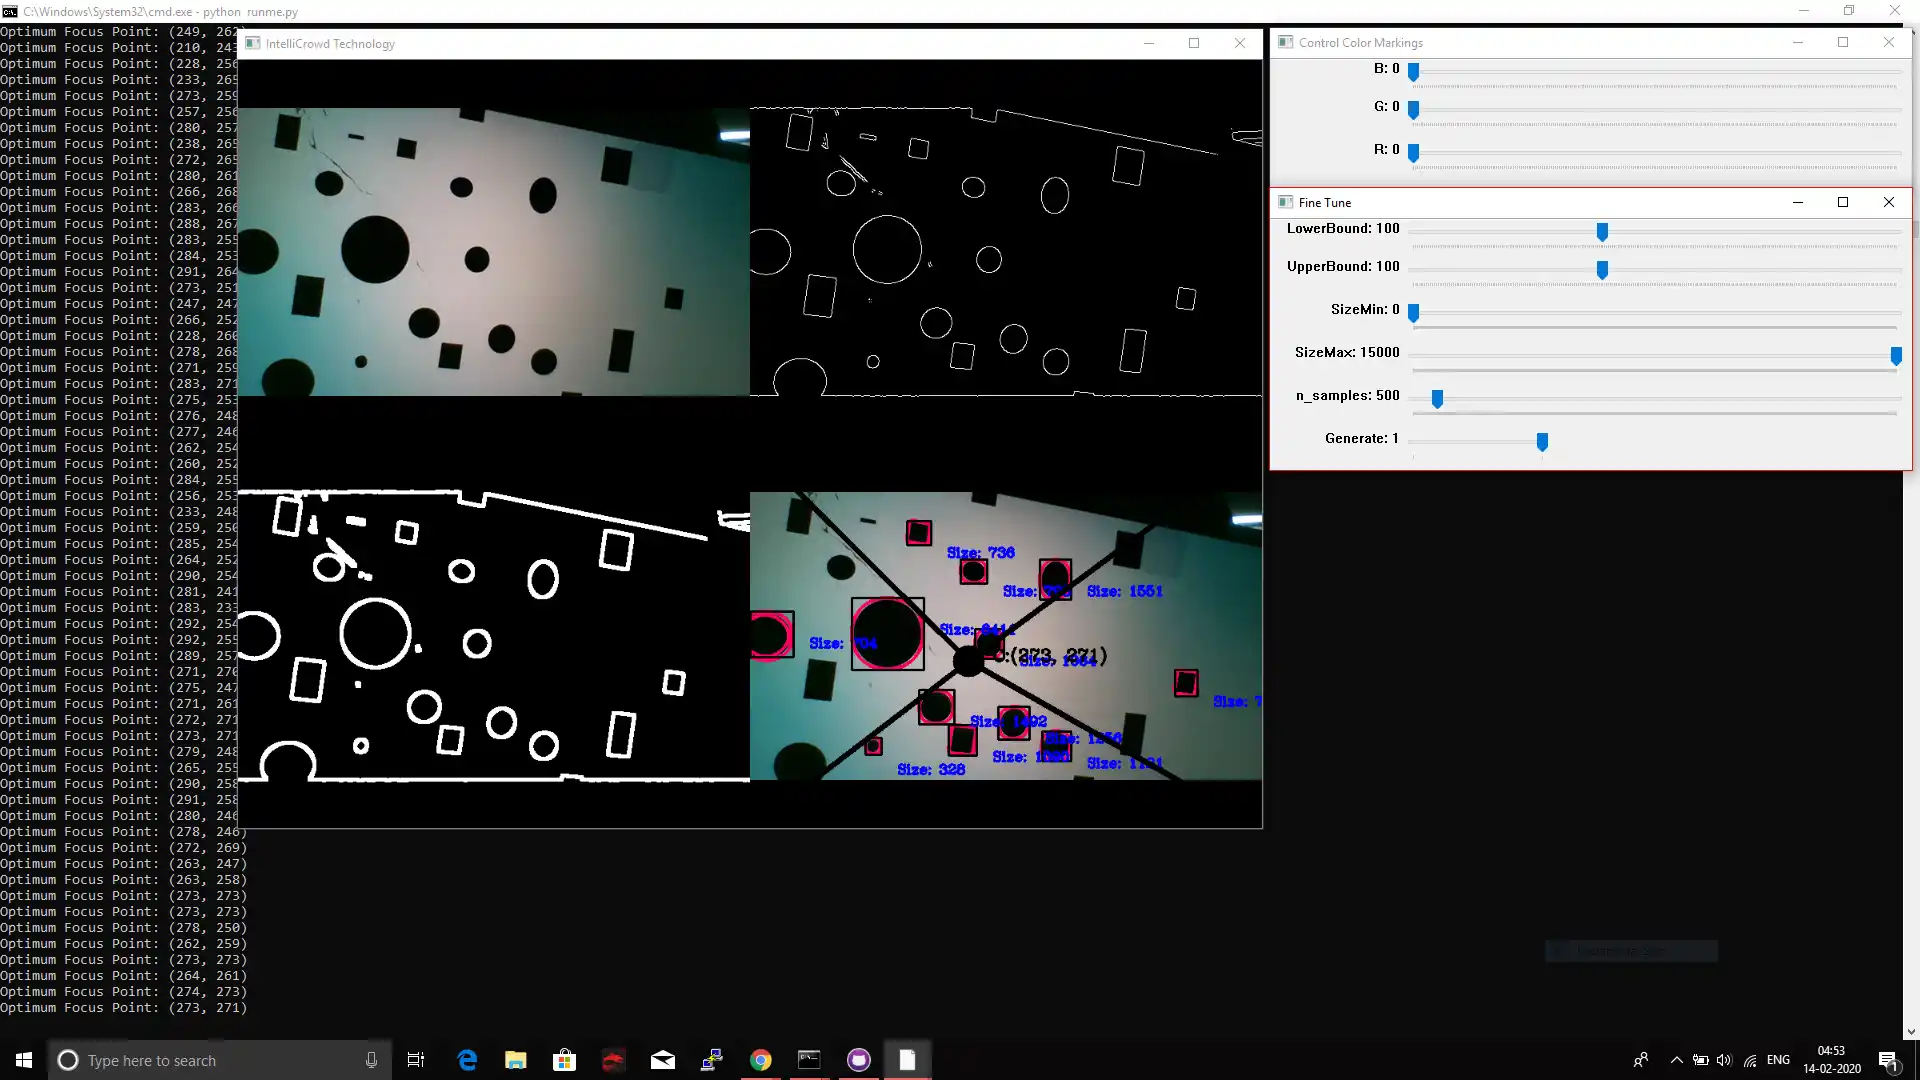 C:\Windows\System32\cmd.exe - python runme.py
Optimum Focus Point: (249, 262
Optimum Focus Point: (210, 243
Optimum Focus Point: (228, 256
Optimum Focus Point: (233, 265
Optimum Focus Point: (273, 259
Optimum Focus Point: (257, 256
Optimum Focus Point: (280, 257
Optimum Focus Point: (238, 265
Optimum Focus Point: (272, 265
Optimum Focus Point: (280, 261
Optimum Focus Point: (266, 268
Optimum Focus Point: (283, 266
Optimum Focus Point: (288, 267
Optimum Focus Point: (283, 255
Optimum Focus Point: (284, 253
Optimum Focus Point: (291, 264
Optimum Focus Point: (273, 251
Optimum Focus Point: (247, 247
Optimum Focus Point: (266, 252
Optimum Focus Point: (228, 260
Optimum Focus Point: (278, 268
Optimum Focus Point: (271, 259
Optimum Focus Point: (283, 271
Optimum Focus Point: (275, 253
Optimum Focus Point: (276, 248
Optimum Focus Point: (277, 246
Optimum Focus Point: (262, 254
Optimum Focus Point: (260, 252
Optimum Focus Point: (284, 255
Optimum Focus Point: (256, 253
Optimum Focus Point: (233, 248
Optimum Focus Point: (259, 250
Optimum Focus Point: (285, 254
Optimum Focus Point: (264, 252
Optimum Focus Point: (290, 254
Optimum Focus Point: (281, 241
Optimum Focus Point: (283, 233
Optimum Focus Point: (292, 254
Optimum Focus Point: (292, 255
Optimum Focus Point: (289, 257
Optimum Focus Point: (271, 270
Optimum Focus Point: (275, 247
Optimum Focus Point: (271, 261
Optimum Focus Point: (272, 271
Optimum Focus Point: (273, 271
Optimum Focus Point: (279, 248
Optimum Focus Point: (265, 255
Optimum Focus Point: (290, 258
Optimum Focus Point: (291, 258
Optimum Focus Point: (280, 246
Optimum Focus Point: (278, 246)
Optimum Focus Point: (272, 269)
Optimum Focus Point: (263, 247)
Optimum Focus Point: (263, 258)
Optimum Focus Point: (273, 273)
Optimum Focus Point: (273, 273)
Optimum Focus Point: (278, 250)
Optimum Focus Point: (262, 259)
Optimum Focus Point: (273, 273)
Optimum Focus Point: (264, 261)
Optimum Focus Point: (274, 273)
Optimum Focus Point: (273, 271)
IntelliCrowd Technology
Size: 736
Size:
Size: 1551
Size:
Size:
:(273, 271)
Size: 7
Size: 1492
Size:
Size:
Size: 328
Control Color Markings
B: 0
G: 0
R: 0
Fine Tune
LowerBound: 100
UpperBound: 100
SizeMin: 0
SizeMax: 15000
n_samples: 500
Generate: 1
Type here to search
ENG
04:53
14-02-2020
1